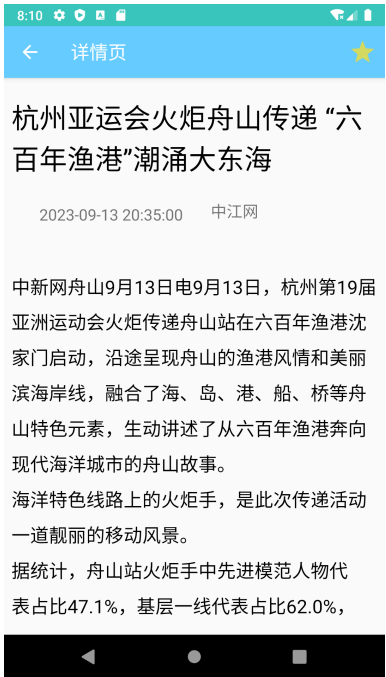 8:10
详情页
杭州亚运会火炬舟山传递 “六
百年渔港”潮涌大东海
2023-09-13 20:35:00 中江网
中新网舟山9月13日电9月13日，杭州第19届
亚洲运动会火炬传递舟山站在六百年渔港沈
家门启动，沿途呈现舟山的渔港风情和美丽
滨海岸线，融合了海、岛、港、船、桥等舟
山特色元素，生动讲述了从六百年渔港奔向
现代海洋城市的舟山故事。
海洋特色线路上的火炬手，是此次传递活动
一道靓丽的移动风景。
据统计，舟山站火炬手中先进模范人物代
表占比47.1%，基层一线代表占比62.0%，